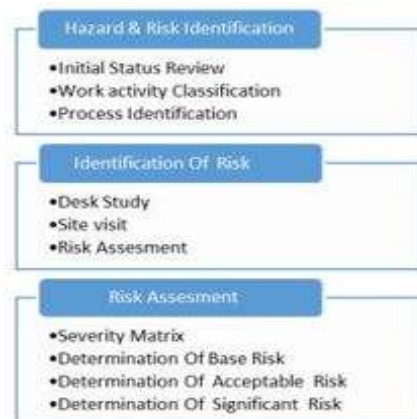 Hazard & Risk Identification
•Initial Status Review
•Work activity Classification
•Process Identification
Identification Of Risk
•Desk Study
•Site visit
•Risk Assesment
Risk Assesment
•Severity Matrix
•Determination Of Base Risk
•Determination Of Acceptable Risk
•Determination Of Significant Risk